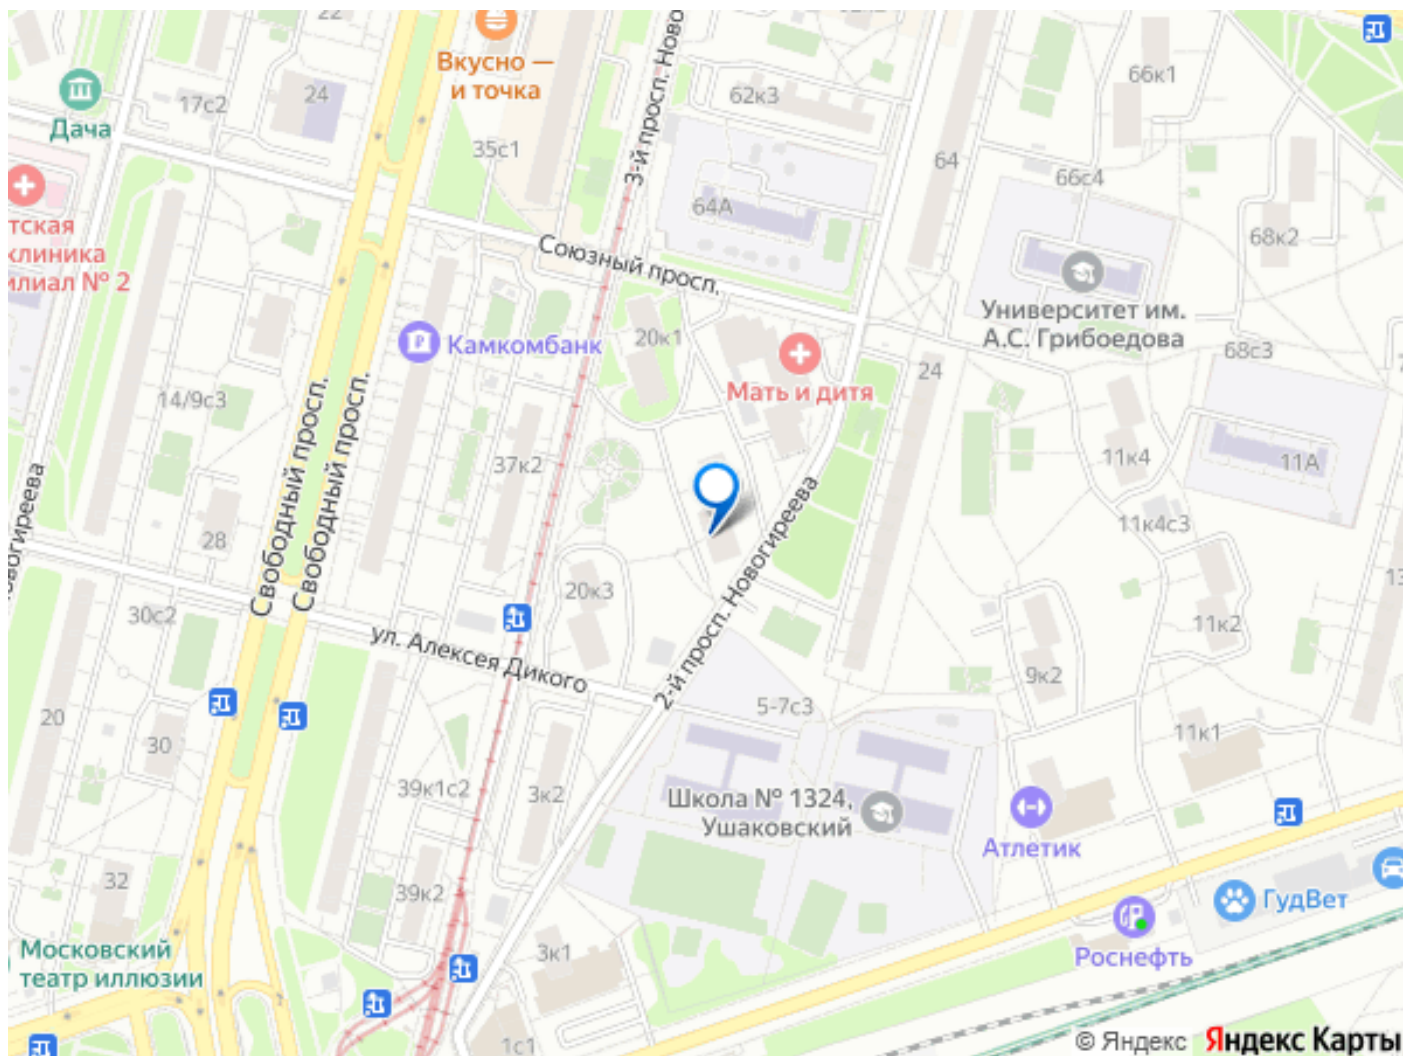 22
Вкусно —
и точка
3-й просп. Ново
66к1
62к3
17с2
24
Дача
35с1
64
66с4
64А
68к2
тская
клиника
илиал № 2
Союзный просп.
Университет им.
А.С. Грибоедова
20к1
Камкомбанк
68с3
24
Мать и дитя
14/9с3
Свободный просп.
Свободный просп.
37к2
11к4
11А
11к4с3
28
2-й просп. Новогиреева
овогиреева
20к3
30с2
11к2
13
ул. Алексея Дикого
9к2
20
5-7с3
30
11к1
39к1с2
3к2
Школа № 1324,
Ушаковский
Атлетик
32
39к2
ГудВет
Московский
театр иллюзии
3к1
Роснефть
1с1
© Яндекс Яндекс Карты